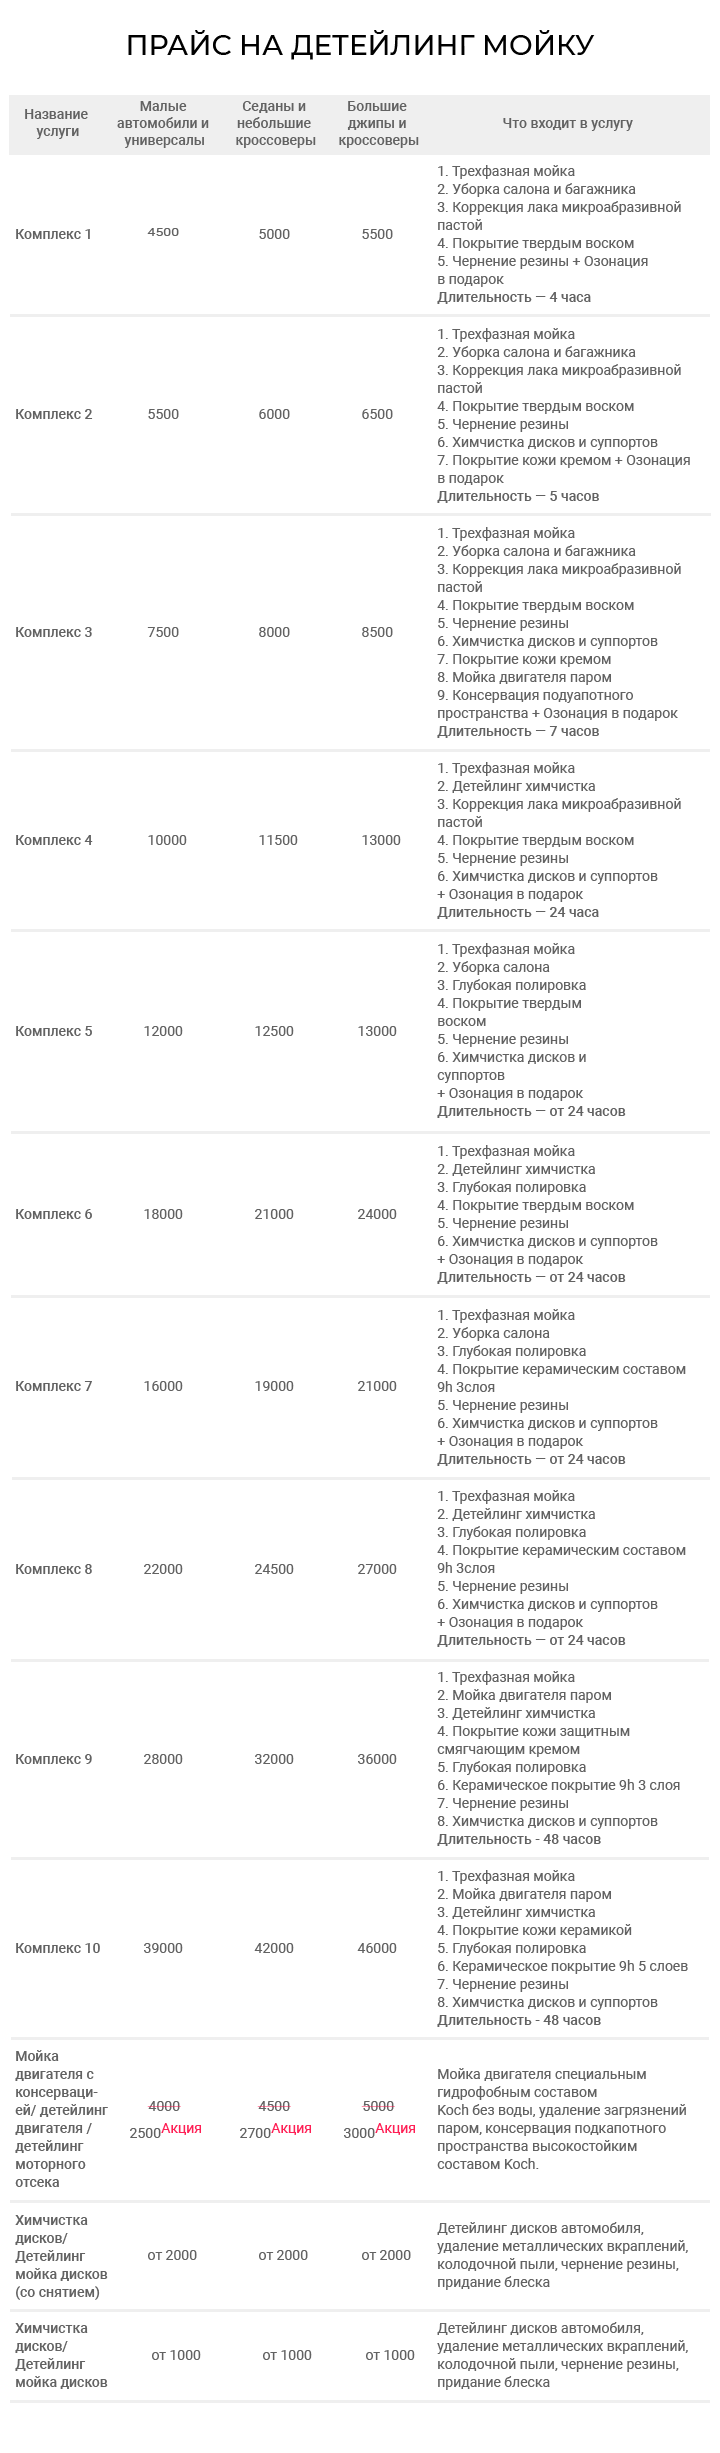 ПРАЙС НА ДЕТЕЙЛИНГ МОЙКУ
Название
услуги
Малые
автомобили и
универсалы
Седаны и
небольшие
кроссоверы
Большие
джипы и
кроссоверы
Что входит в услугу
Комплекс 1
4500
5000
5500
1. Трехфазная мойка
2. Уборка салона и багажника
3. Коррекция лака микроабразивной
пастой
4. Покрытие твердым воском
5. Чернение резины + Озонация
в подарок
Длительность — 4 часа
Комплекс 2
5500
6000
6500
1. Трехфазная мойка
2. Уборка салона и багажника
3. Коррекция лака микроабразивной
пастой
4. Покрытие твердым воском
5. Чернение резины
6. Химчистка дисков и суппортов
7. Покрытие кожи кремом + Озонация
в подарок
Длительность — 5 часов
Комплекс 3
7500
8000
8500
1. Трехфазная мойка
2. Уборка салона и багажника
3. Коррекция лака микроабразивной
пастой
4. Покрытие твердым воском
5. Чернение резины
6. Химчистка дисков и суппортов
7. Покрытие кожи кремом
8. Мойка двигателя паром
9. Консервация подуапотного
пространства + Озонация в подарок
Длительность — 7 часов
Комплекс 4
10000
11500
13000
1. Трехфазная мойка
2. Детейлинг химчистка
3. Коррекция лака микроабразивной
пастой
4. Покрытие твердым воском
5. Чернение резины
6. Химчистка дисков и суппортов
+ Озонация в подарок
Длительность — 24 часа
Комплекс 5
12000
12500
13000
1. Трехфазная мойка
2. Уборка салона
3. Глубокая полировка
4. Покрытие твердым
воском
5. Чернение резины
6. Химчистка дисков и
суппортов
+ Озонация в подарок
Длительность — от 24 часов
Комплекс 6
18000
21000
24000
1. Трехфазная мойка
2. Детейлинг химчистка
3. Глубокая полировка
4. Покрытие твердым воском
5. Чернение резины
6. Химчистка дисков и суппортов
+ Озонация в подарок
Длительность — от 24 часов
Комплекс 7
16000
19000
21000
1. Трехфазная мойка
2. Уборка салона
3. Глубокая полировка
4. Покрытие керамическим составом
9h 3слоя
5. Чернение резины
6. Химчистка дисков и суппортов
+ Озонация в подарок
Длительность — от 24 часов
Комплекс 8
22000
24500
27000
1. Трехфазная мойка
2. Детейлинг химчистка
3. Глубокая полировка
4. Покрытие керамическим составом
9h 3слоя
5. Чернение резины
6. Химчистка дисков и суппортов
+ Озонация в подарок
Длительность — от 24 часов
Комплекс 9
28000
32000
36000
1. Трехфазная мойка
2. Мойка двигателя паром
3. Детейлинг химчистка
4. Покрытие кожи защитным
смягчающим кремом
5. Глубокая полировка
6. Керамическое покрытие 9h 3 слоя
7. Чернение резины
8. Химчистка дисков и суппортов
Длительность - 48 часов
Комплекс 10
39000
42000
46000
1. Трехфазная мойка
2. Мойка двигателя паром
3. Детейлинг химчистка
4. Покрытие кожи керамикой
5. Глубокая полировка
6. Керамическое покрытие 9h 5 слоев
7. Чернение резины
8. Химчистка дисков и суппортов
Длительность - 48 часов
Мойка
двигателя с
консерваци-
ей/ детейлинг
двигателя /
детейлинг
моторного
отсека
4000
2500Акция
4500
2700Акция
5000
3000Акция
Мойка двигателя специальным
гидрофобным составом
Koch без воды, удаление загрязнений
паром, консервация подкапотного
пространства высокостойким
составом Koch.
Химчистка
дисков/
Детейлинг
мойка дисков
(со снятием)
от 2000
от 2000
от 2000
Детейлинг дисков автомобиля,
удаление металлических вкраплений,
колодочной пыли, чернение резины,
придание блеска
Химчистка
дисков/
Детейлинг
мойка дисков
от 1000
от 1000
от 1000
Детейлинг дисков автомобиля,
удаление металлических вкраплений,
колодочной пыли, чернение резины,
придание блеска